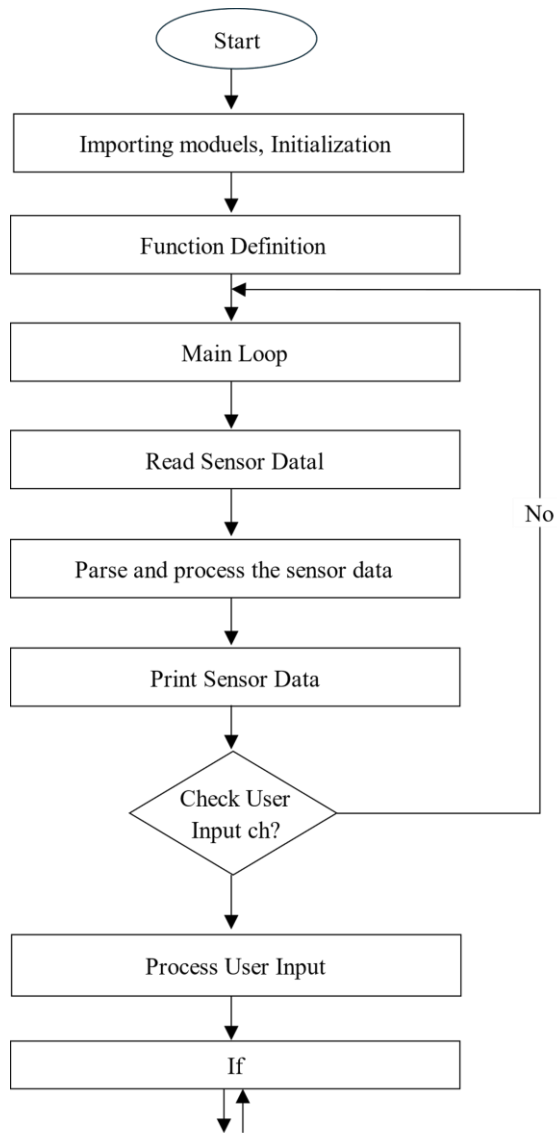 Start
Importing moduels, Initialization
Function Definition
Main Loop
Read Sensor Datal
No
Parse and process the sensor data
Print Sensor Data
Check User
Input ch?
Process User Input
If